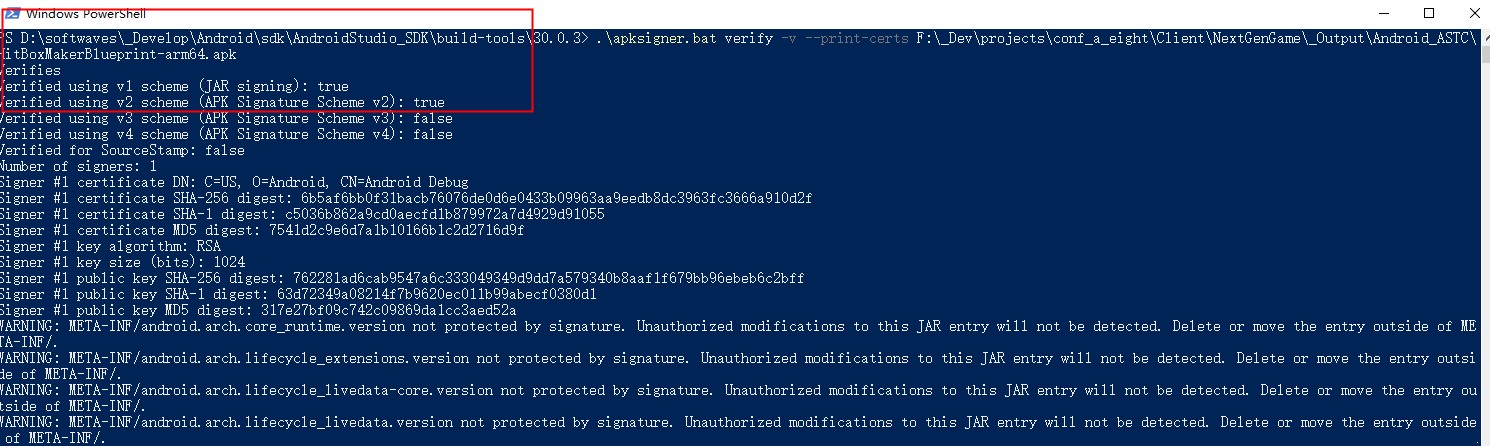 Windows PowerShell
PS D:\softwaves\_Develop\Android\sdk\AndroidStudio_SDK\build-tools\30.0.3> .\apksigner.bat verify -v --print-certs F:\_Dev\projects\conf_a_eight\Client\NextGenGame\_Output\Android_ASTC\
HitBoxMakerBlueprint-arm64.apk
Verifies
Verified using v1 scheme (JAR signing): true
Verified using v2 scheme (APK Signature Scheme v2): true
Verified using v3 scheme (APK Signature Scheme v3): false
Verified using v4 scheme (APK Signature Scheme v4): false
Verified for SourceStamp: false
Number of signers: 1
Signer #1 certificate DN: C=US, O=Android, CN=Android Debug
Signer #1 certificate SHA-256 digest: 6b5af6bb0f31bacb76076de0d6e0433b09963aa9eedb8dc3963fc3666a910d2f
Signer #1 certificate SHA-1 digest: c5036b862a9cd0aecfd1b879972a7d4929d91055
Signer #1 certificate MD5 digest: 7541d2c9e6d7a1b10166b1c2d2716d9f
Signer #1 key algorithm: RSA
Signer #1 key size (bits): 1024
Signer #1 public key SHA-256 digest: 762281ad6cab9547a6c333049349d9dd7a579340b8aaf1f679bb96ebeb6c2bff
Signer #1 public key SHA-1 digest: 63d72349a08214f7b9620ec011b99abecf0380d1
Signer #1 public key MD5 digest: 317e27bf09c742c09869da1cc3aed52a
WARNING: META-INF/android.arch.core_runtime.version not protected by signature. Unauthorized modifications to this JAR entry will not be detected. Delete or move the entry outside of ME
TA-INF/.
WARNING: META-INF/android.arch.lifecycle_extensions.version not protected by signature. Unauthorized modifications to this JAR entry will not be detected. Delete or move the entry outsi
de of META-INF/.
WARNING: META-INF/android.arch.lifecycle_livedata-core.version not protected by signature. Unauthorized modifications to this JAR entry will not be detected. Delete or move the entry ou
tside of META-INF/.
WARNING: META-INF/android.arch.lifecycle_livedata.version not protected by signature. Unauthorized modifications to this JAR entry will not be detected. Delete or move the entry outside
 of META-INF/.